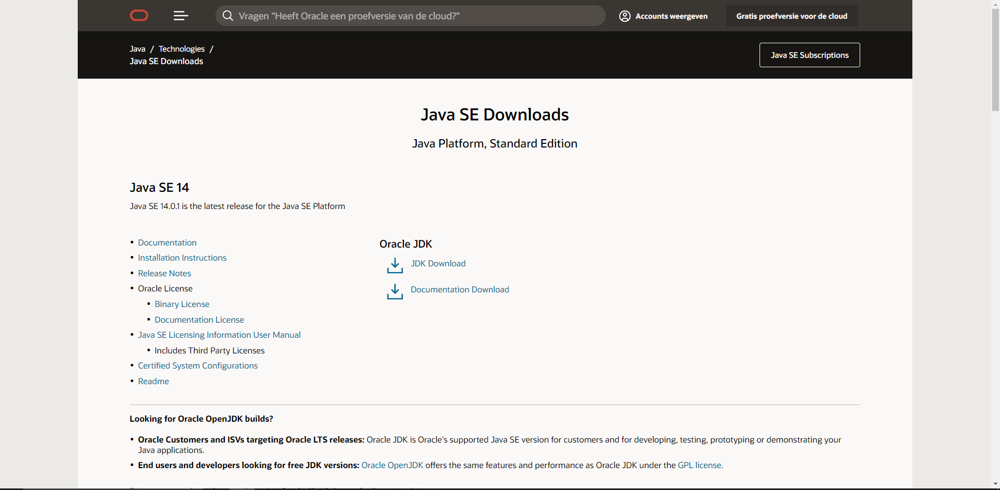 Vragen "Heeft Oracle een proefversie van de cloud?"
Accounts weergeven
Gratis proefversie voor de cloud
Java / Technologies /
Java SE Downloads
Java SE Subscriptions
Java SE Downloads
Java Platform, Standard Edition
Java SE 14
Java SE 14.0.1 is the latest release for the Java SE Platform
• Documentation
• Installation Instructions
• Release Notes
• Oracle License
• Binary License
• Documentation License
• Java SE Licensing Information User Manual
• Includes Third Party Licenses
• Certified System Configurations
• Readme
Oracle JDK
JDK Download
Documentation Download
Looking for Oracle OpenJDK builds?
• Oracle Customers and ISVs targeting Oracle LTS releases: Oracle JDK is Oracle's supported Java SE version for customers and for developing, testing, prototyping or demonstrating your
Java applications.
• End users and developers looking for free JDK versions: Oracle OpenJDK offers the same features and performance as Oracle JDK under the GPL license.